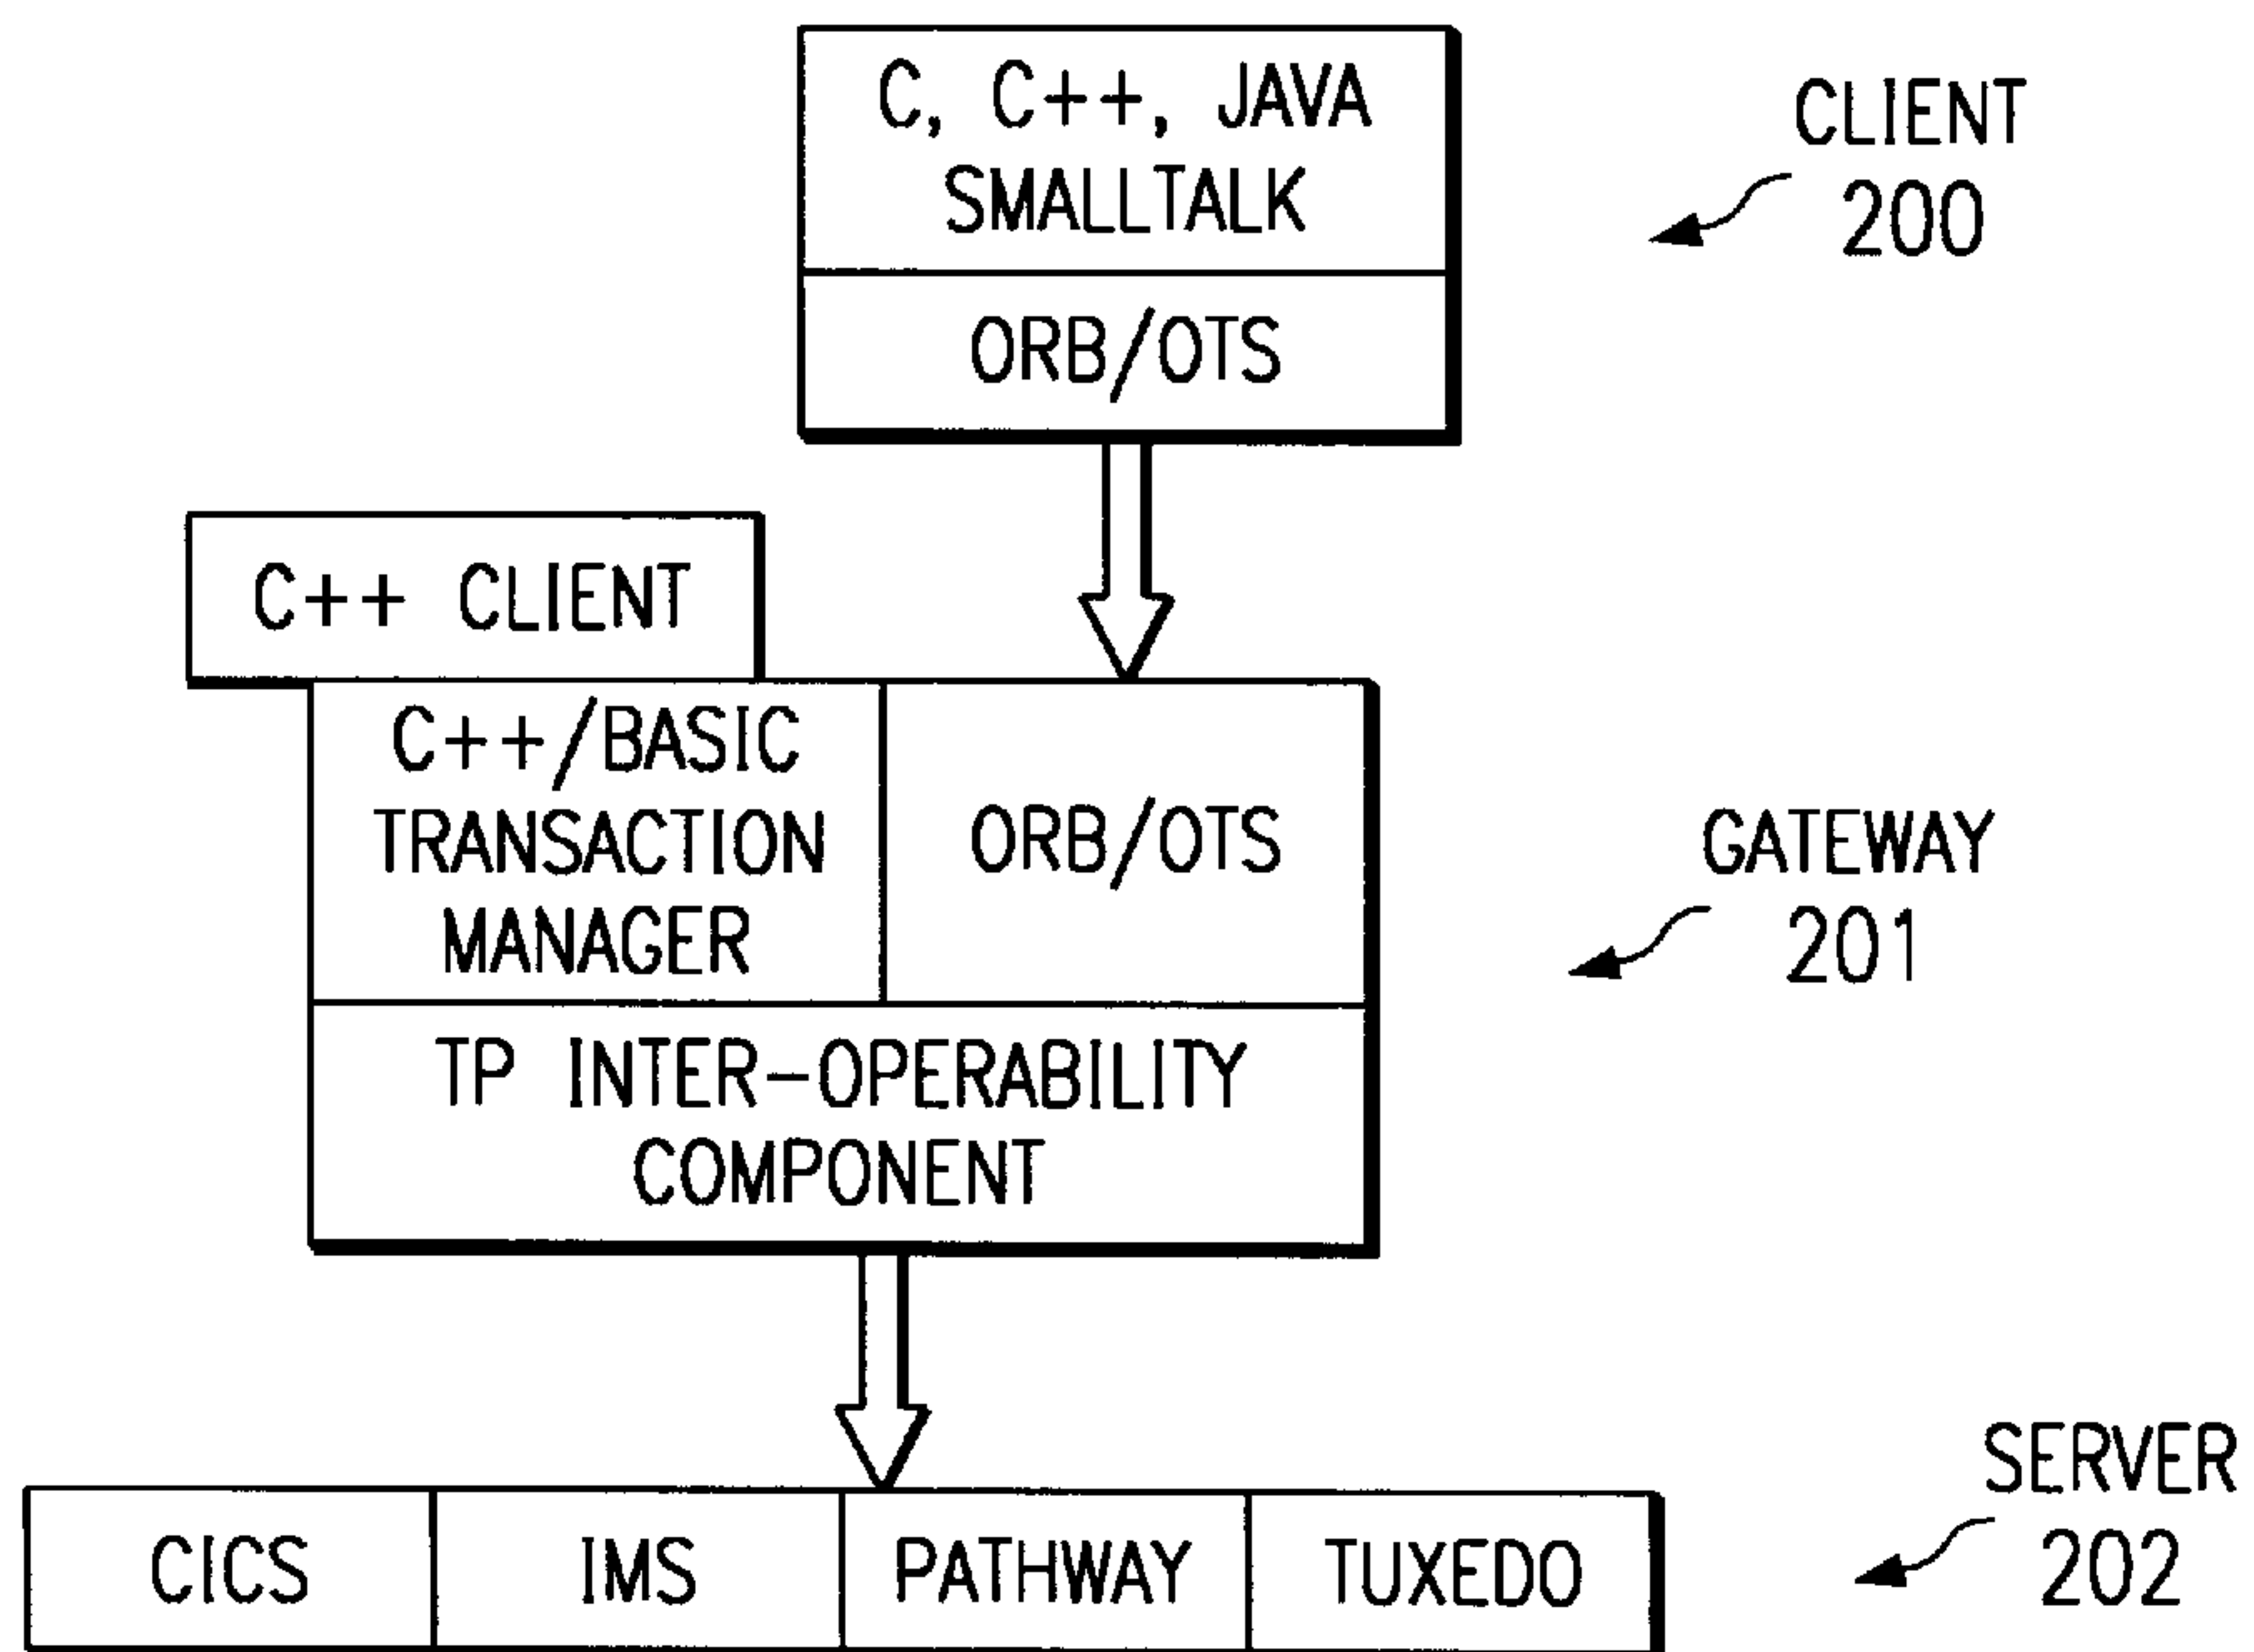 C, C++, JAVA
SMALLTALK
ORB/OTS
CLIENT
200
C++ CLIENT
C++/BASIC
TRANSACTION
MANAGER
ORB/OTS
TP INTER-OPERABILITY
COMPONENT
GATEWAY
201
CICS
IMS
PATHWAY
TUXEDO
SERVER
202